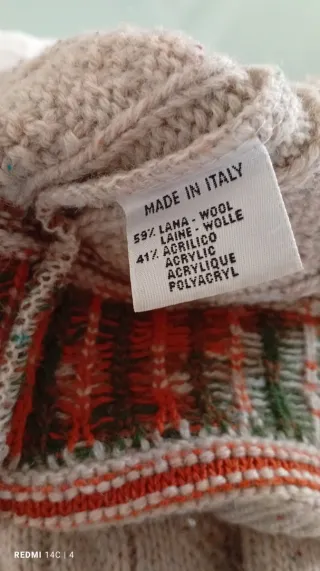 MADE IN ITALY
59% LANA - WOOL
LAINE - WOLLE
41% ACRILICO
ACRYLIC
ACRYLIQUE
POLYACRYL
REDMI 14C | 4